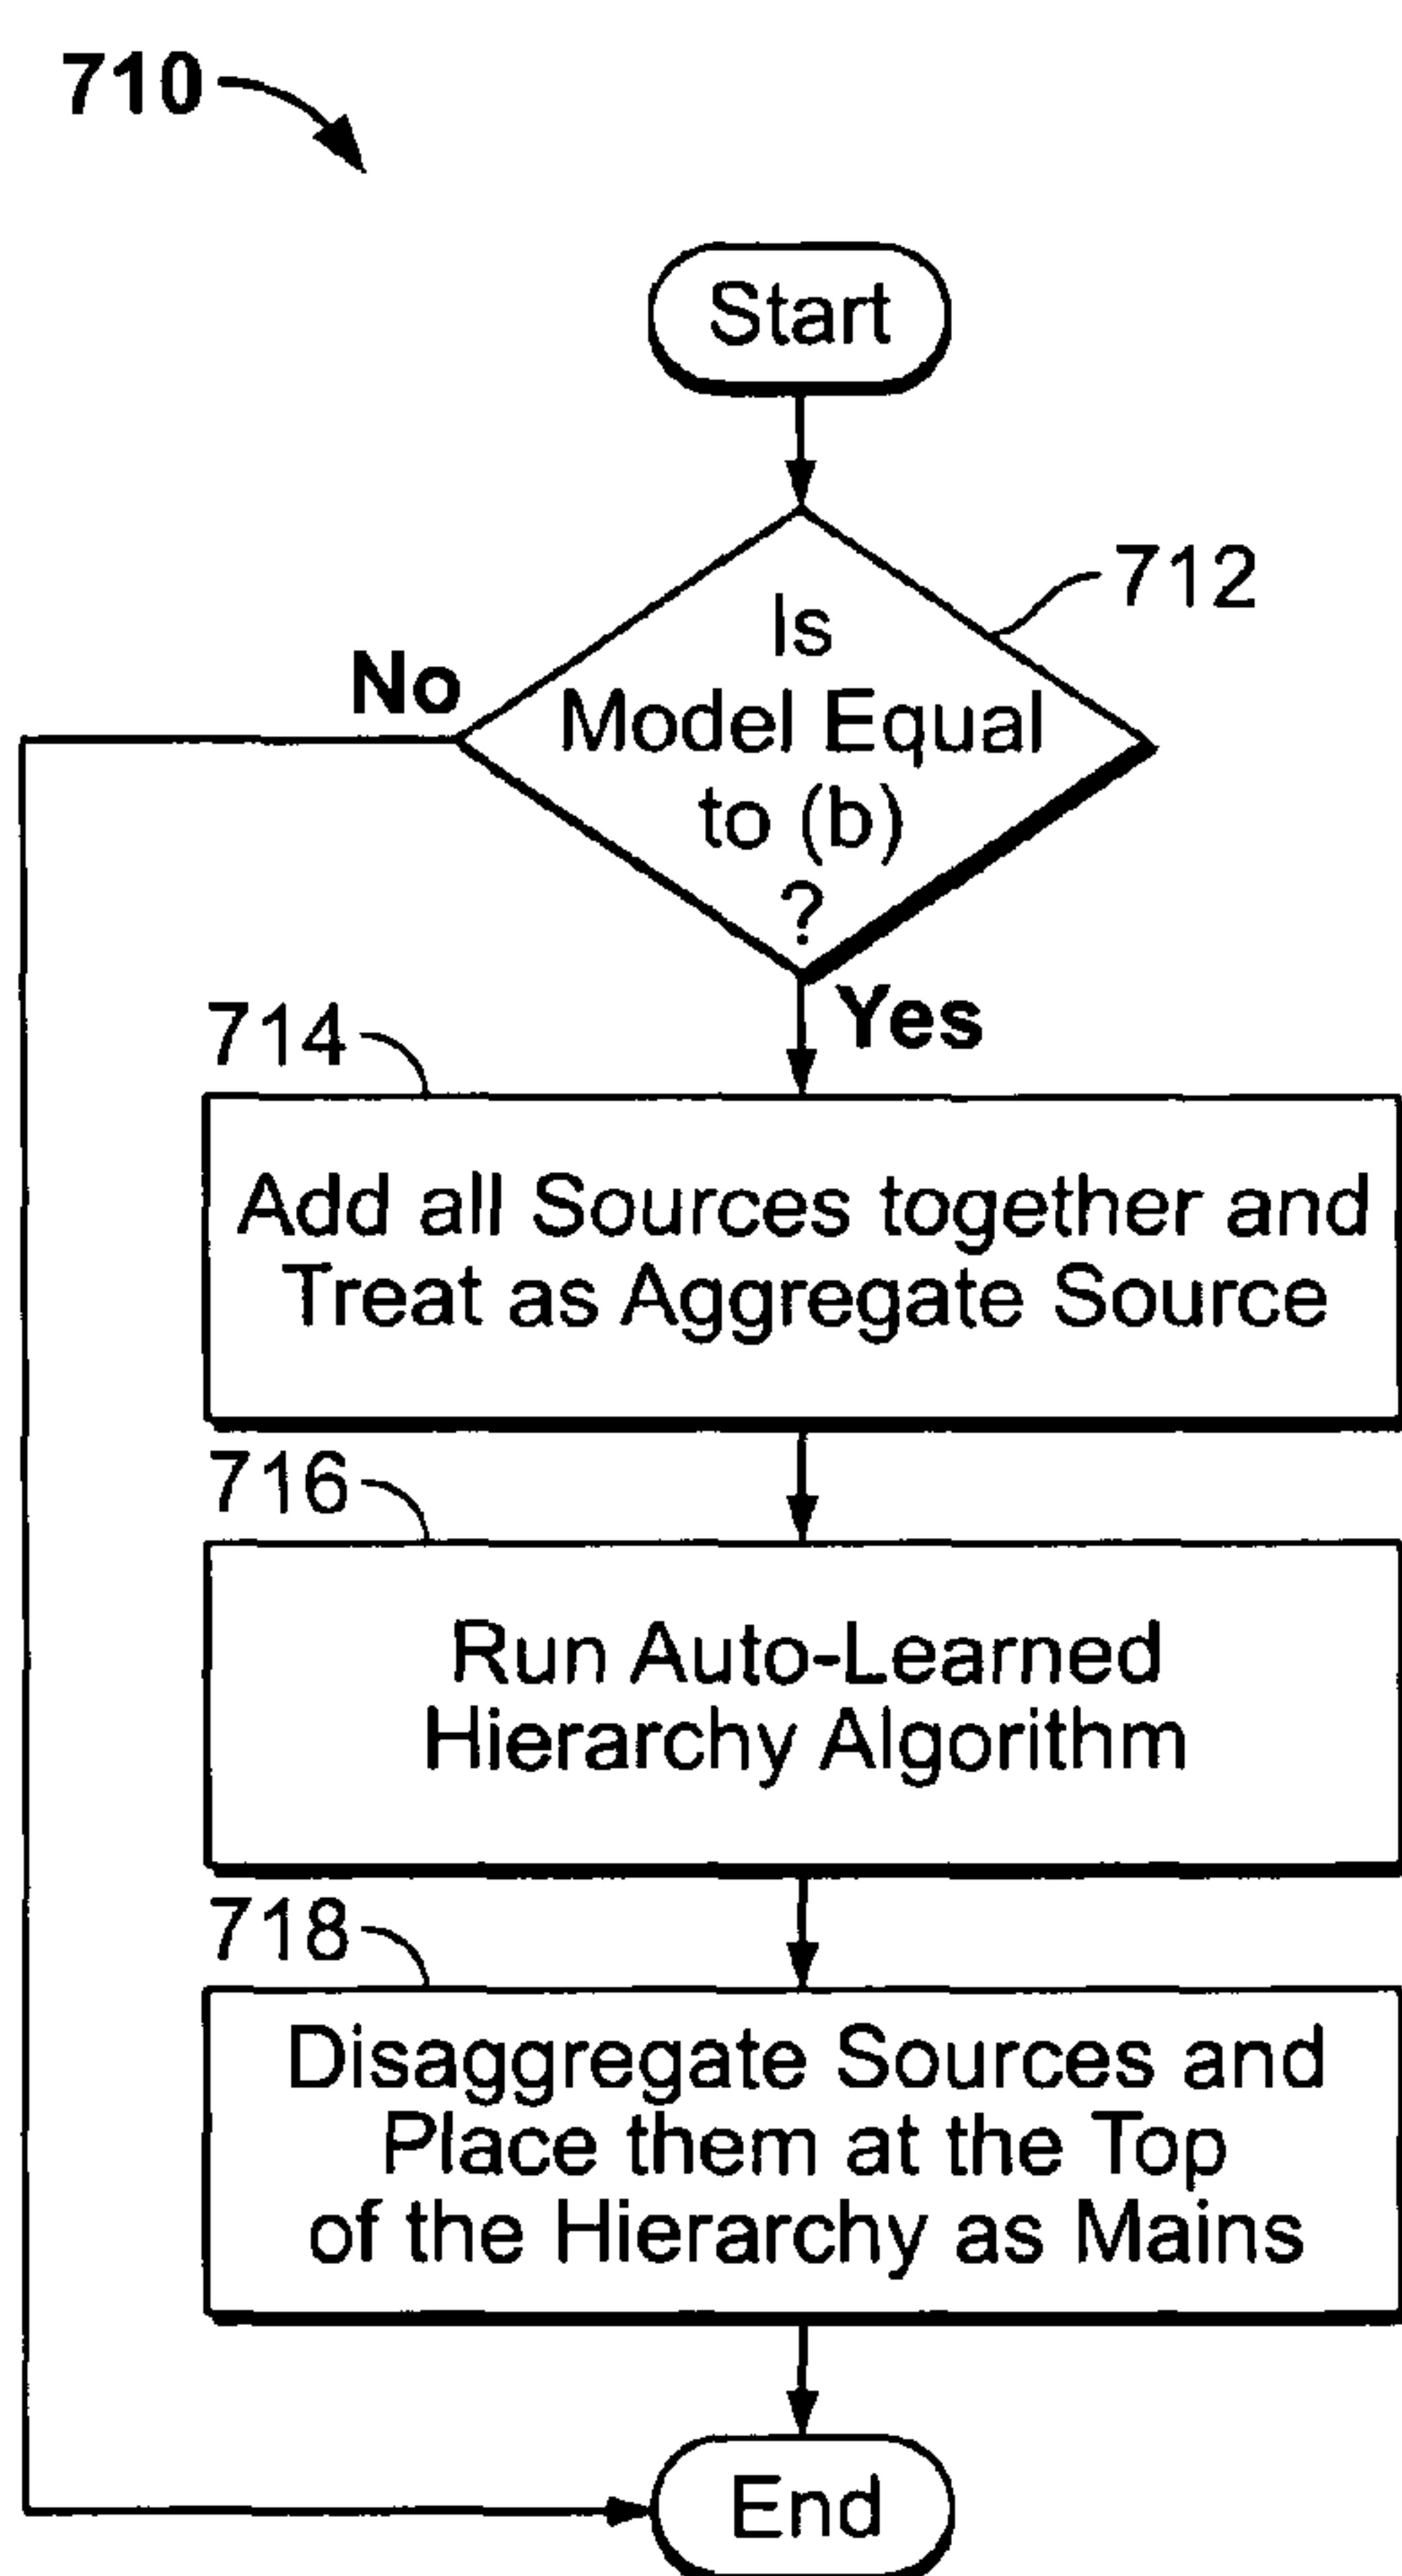 710
Start
712
Is
Model Equal
to (b)
?
No
Yes
714
Add all Sources together and
Treat as Aggregate Source
716
Run Auto-Learned
Hierarchy Algorithm
718
Disaggregate Sources and
Place them at the Top
of the Hierarchy as Mains
End